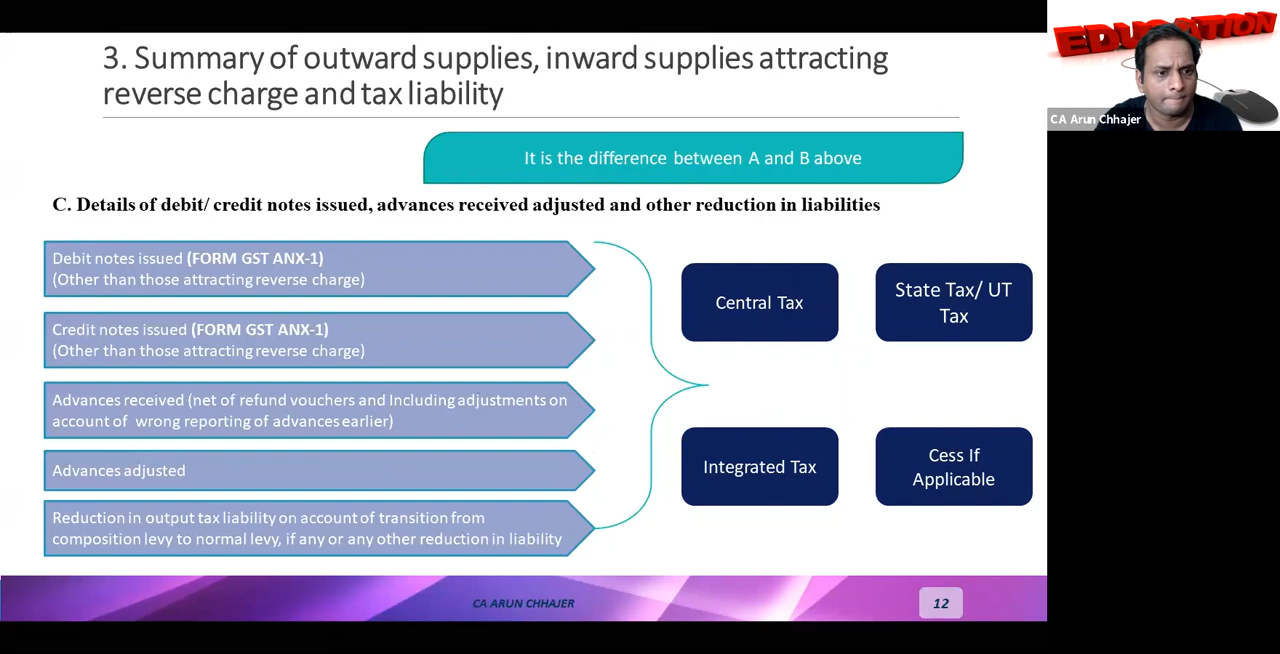 3. Summary of outward supplies, inward supplies attracting
reverse charge and tax liability
It is the difference between A and B above
C. Details of debit/ credit notes issued, advances received adjusted and other reduction in liabilities
Debit notes issued (FORM GST ANX-1)
(Other than those attracting reverse charge)
Credit notes issued (FORM GST ANX-1)
(Other than those attracting reverse charge)
Advances received (net of refund vouchers and Including adjustments on
account of wrong reporting of advances earlier)
Advances adjusted
Reduction in output tax liability on account of transition from
composition levy to normal levy, if any or any other reduction in liability
Central Tax
State Tax/ UT
Tax
Integrated Tax
Cess If
Applicable
CA ARUN CHHAJER
12
EDUCATION
CA Arun Chhajer